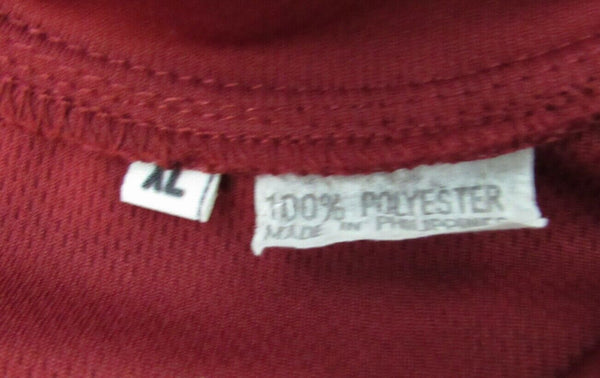 XL
100% POLYESTER
MADE IN PHILIPPINES